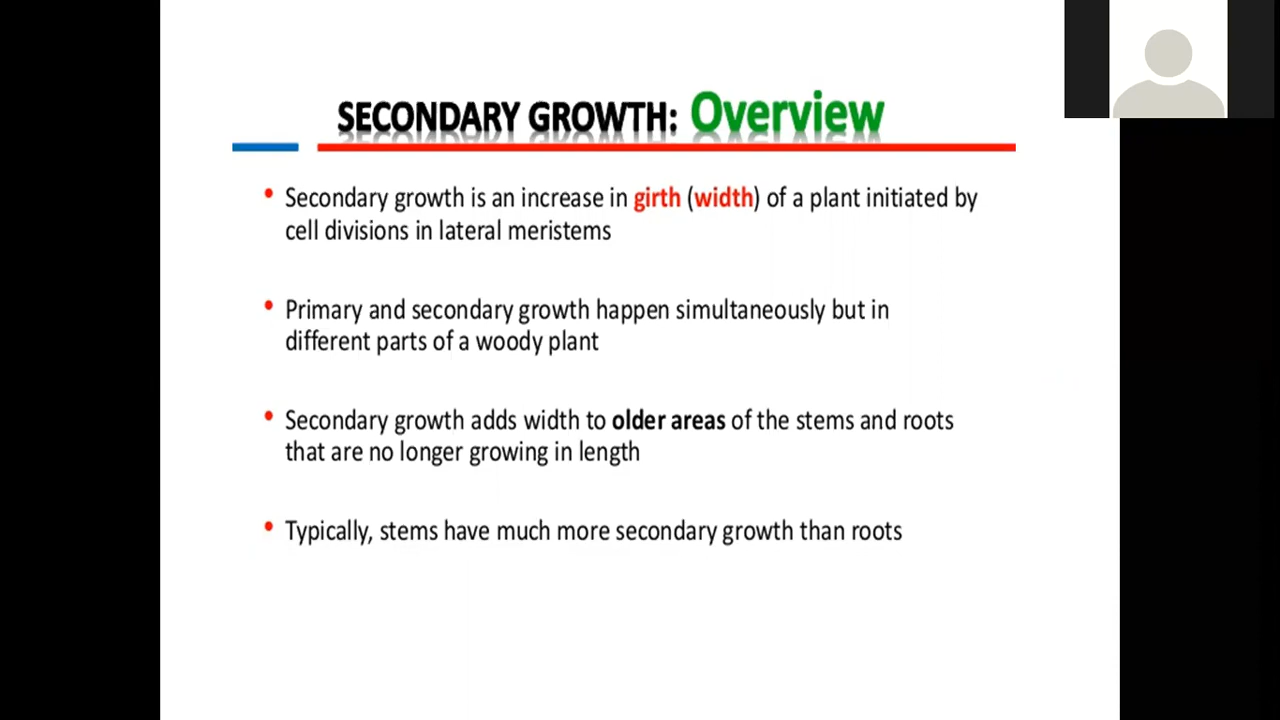 SECONDARY GROWTH: Overview
• Secondary growth is an increase in girth (width) of a plant initiated by
cell divisions in lateral meristems
• Primary and secondary growth happen simultaneously but in
different parts of a woody plant
• Secondary growth adds width to older areas of the stems and roots
that are no longer growing in length
• Typically, stems have much more secondary growth than roots